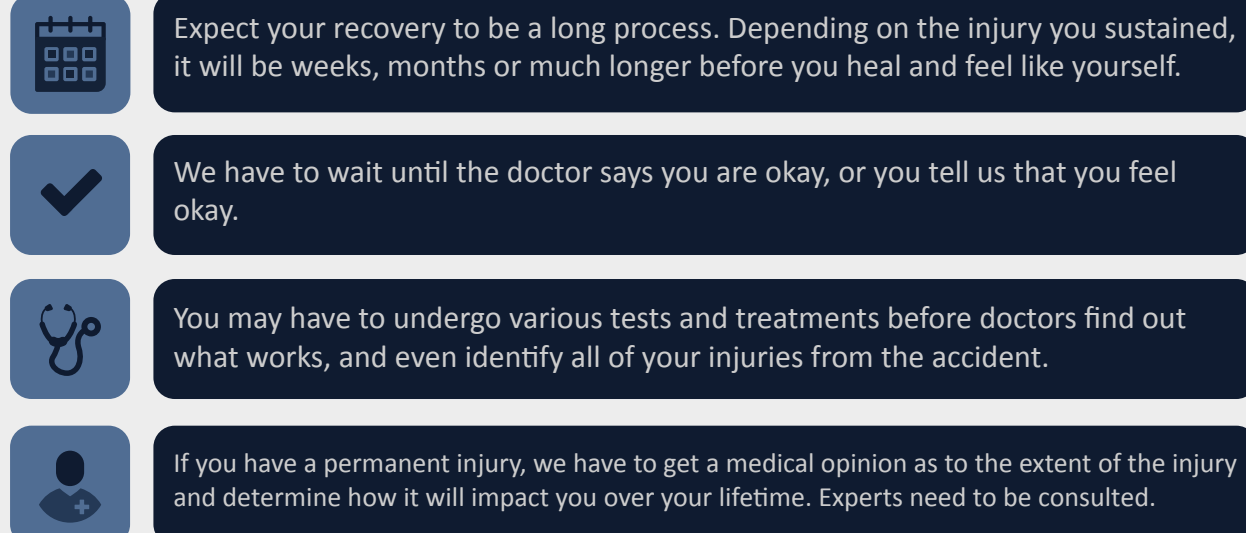 Expect your recovery to be a long process. Depending on the injury you sustained,
it will be weeks, months or much longer before you heal and feel like yourself.
We have to wait until the doctor says you are okay, or you tell us that you feel
okay.
You may have to undergo various tests and treatments before doctors find out
what works, and even identify all of your injuries from the accident.
If you have a permanent injury, we have to get a medical opinion as to the extent of the injury
and determine how it will impact you over your lifetime. Experts need to be consulted.